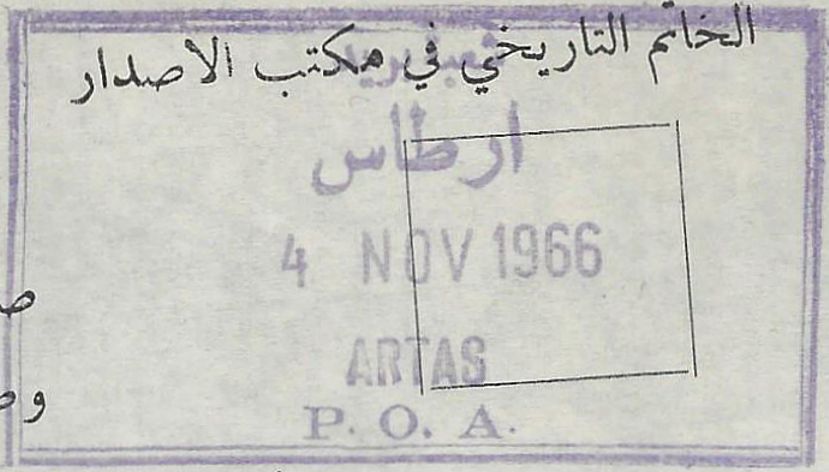 الخاتم التاريخي في مكتب الاصدار
ارطاس
4 NOV 1966
ARTAS
P. O. A.